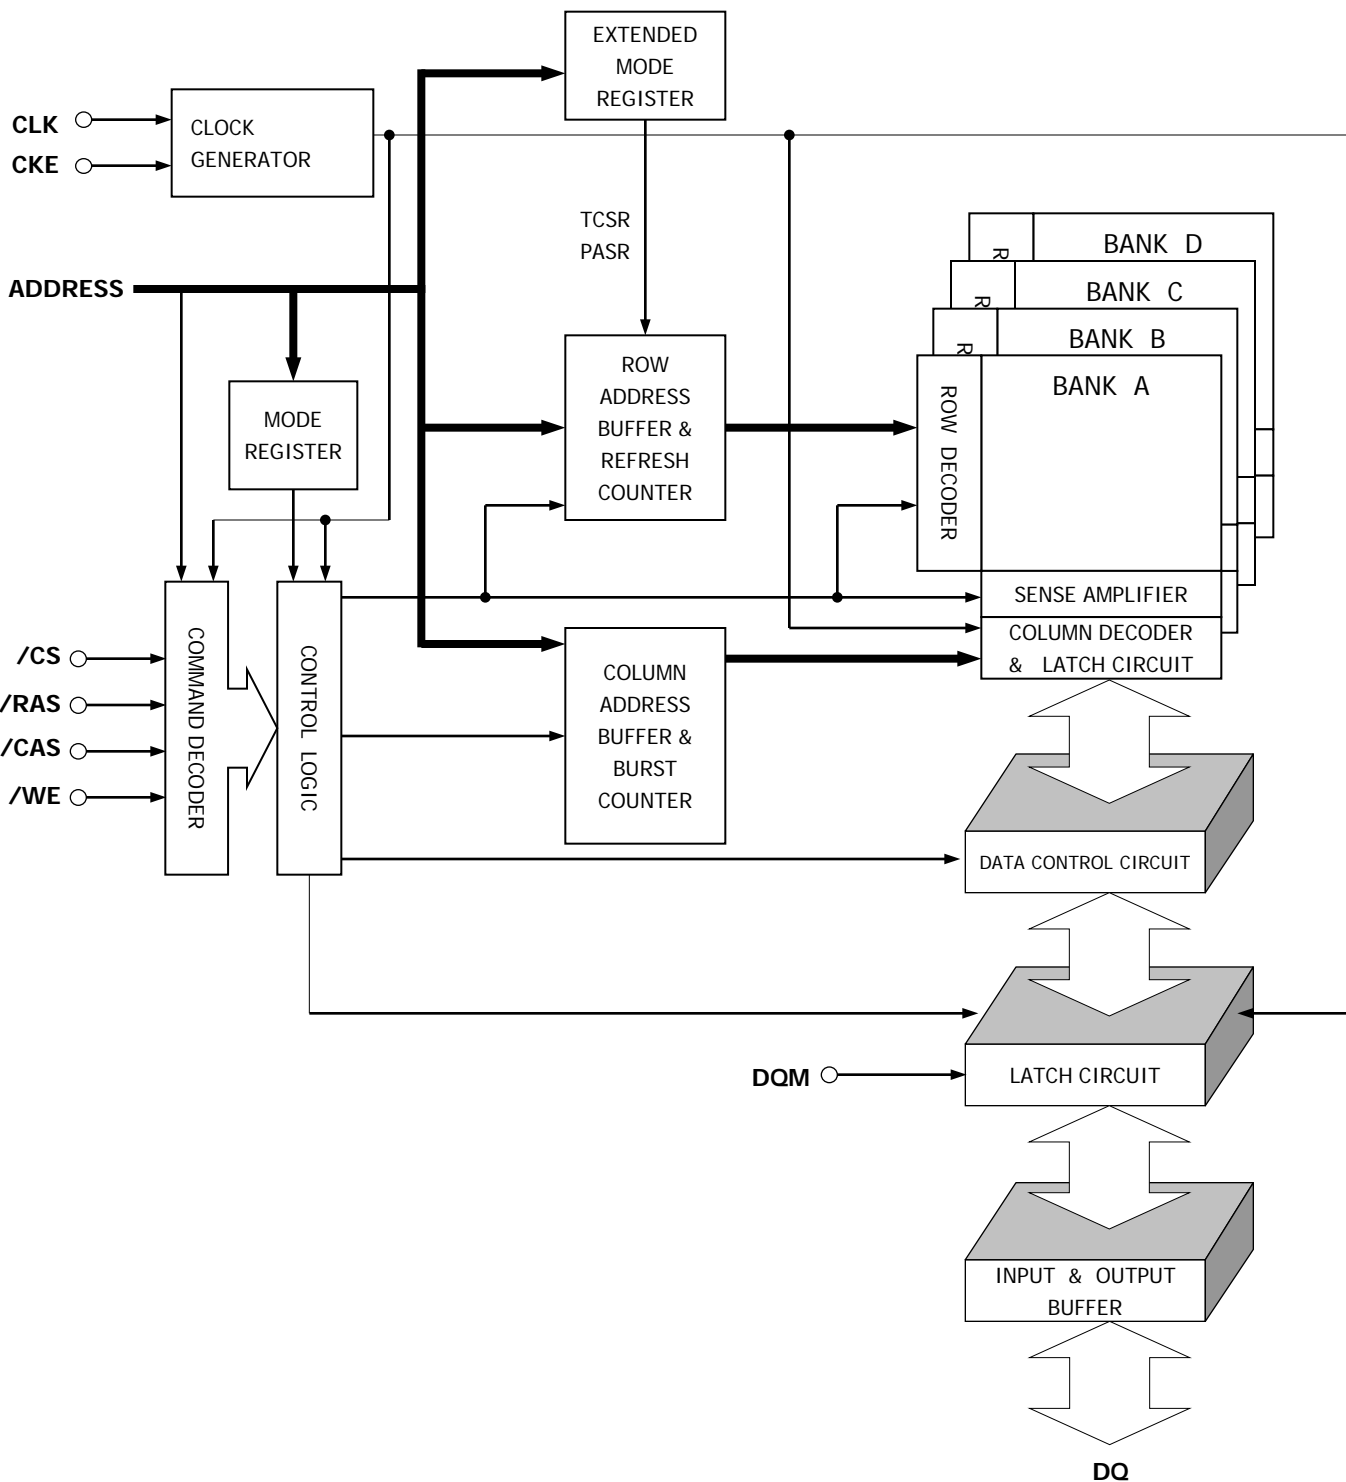 EXTENDED
MODE
REGISTER
CLK
CKE
CLOCK
GENERATOR
TCSR
PASR
ADDRESS
MODE
REGISTER
ROW
ADDRESS
BUFFER &
REFRESH
COUNTER
R
BANK D
R
BANK C
R
BANK B
ROW DECODER
BANK A
SENSE AMPLIFIER
COLUMN DECODER
& LATCH CIRCUIT
/CS
/RAS
/CAS
/WE
COMMAND DECODER
CONTROL LOGIC
COLUMN
ADDRESS
BUFFER &
BURST
COUNTER
DATA CONTROL CIRCUIT
DQM
LATCH CIRCUIT
INPUT & OUTPUT
BUFFER
DQ